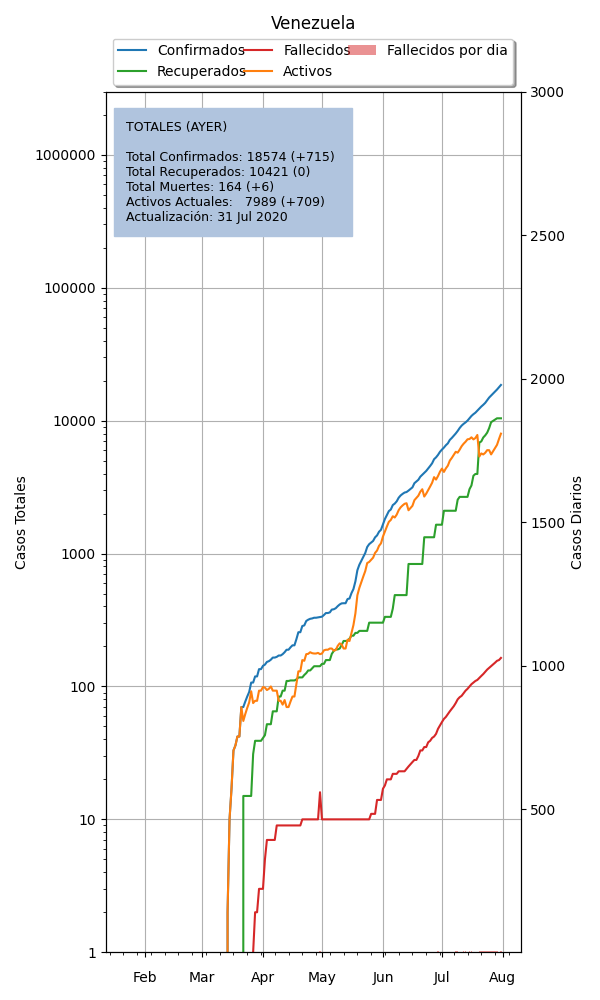 Venezuela
Confirmados Fallecidos Fallecidos por dia
Recuperados Activos
TOTALES (AYER)
Total Confirmados: 18574 (+715)
Total Recuperados: 10421 (0)
Total Muertes: 164 (+6)
Activos Actuales:   7989 (+709)
Actualización: 31 Jul 2020
1000000
100000
10000
1000
100
10
1
Casos Totales
3000
2500
2000
1500
1000
500
Casos Diarios
Feb Mar Apr May Jun Jul Aug